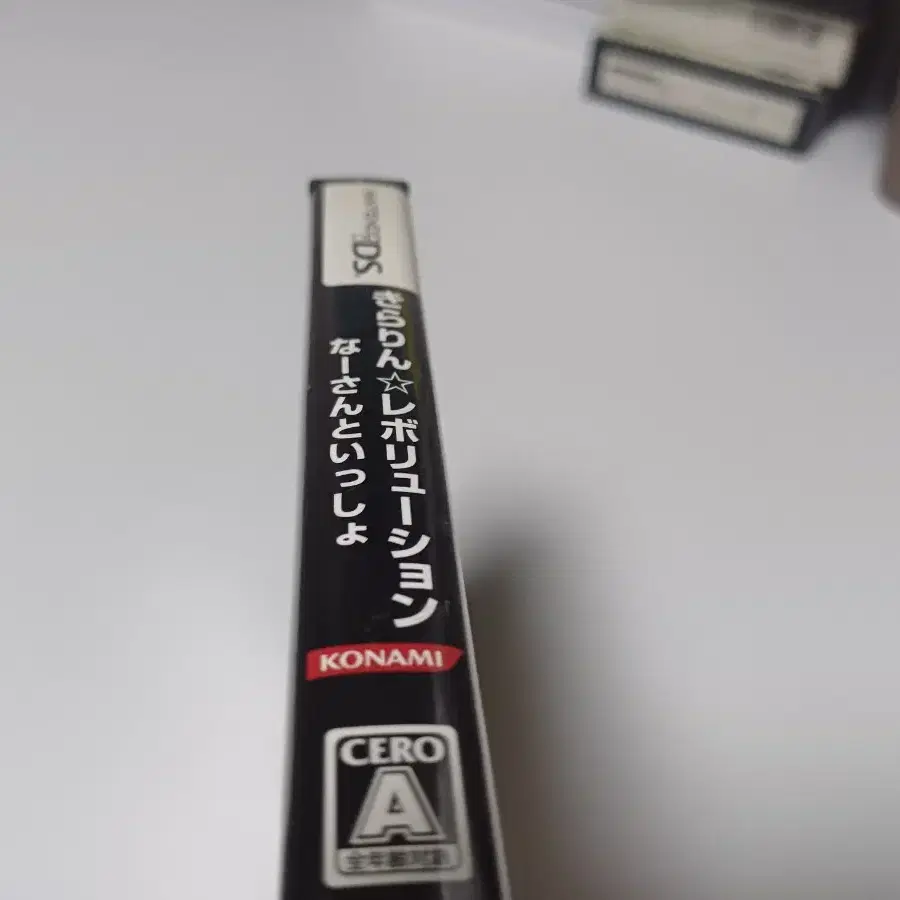 NINTENDO DS
きらりん☆レボリューション
なーさんといっしょ
KONAMI
CERO
A
全年齢対象